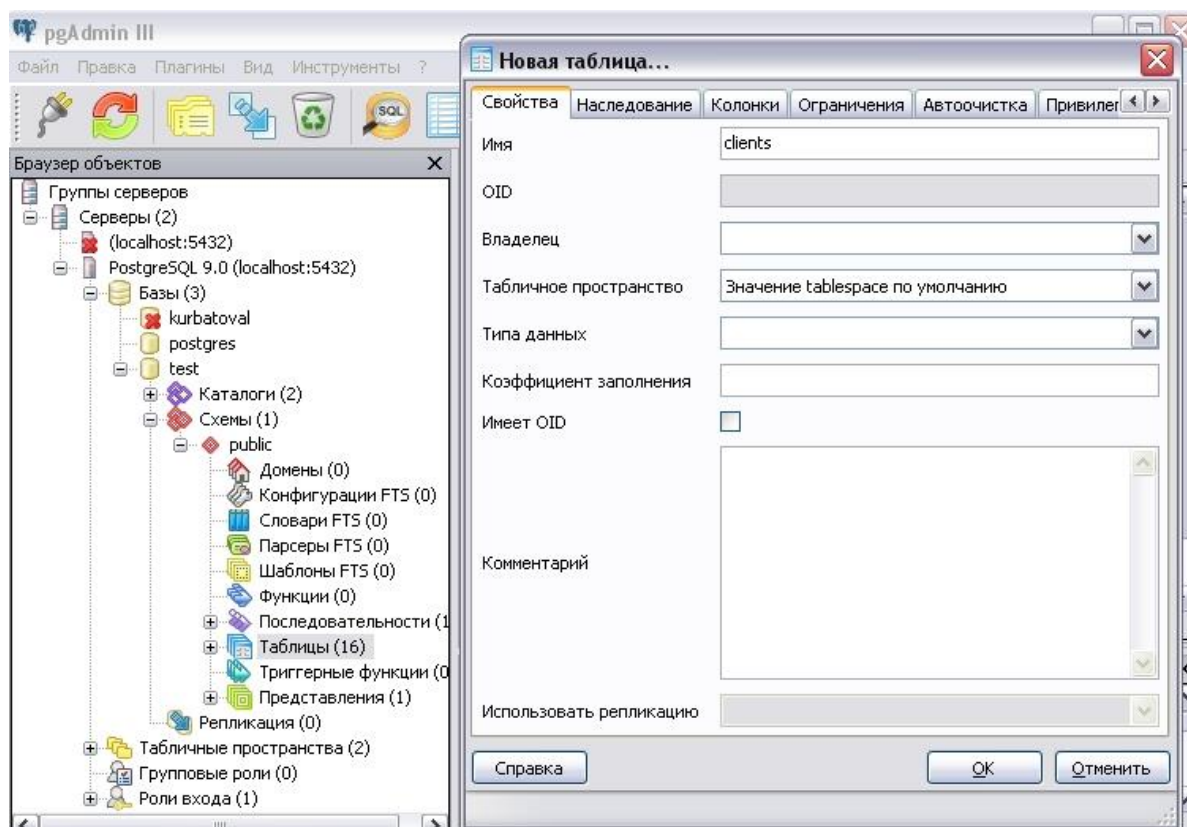 pgAdmin III
Файл Правка Плагины Вид Инструменты ?
SQL
Браузер объектов
Группы серверов
Серверы (2)
(localhost:5432)
PostgreSQL 9.0 (localhost:5432)
Базы (3)
kurbatoval
postgres
test
Каталоги (2)
Схемы (1)
public
Домены (0)
Конфигурации FTS (0)
Словари FTS (0)
Парсеры FTS (0)
Шаблоны FTS (0)
Функции (0)
Последовательности (1
Таблицы (16)
Триггерные функции (0
Представления (1)
Репликация (0)
Табличные пространства (2)
Групповые роли (0)
Роли входа (1)
Новая таблица...
Свойства Наследование Колонки Ограничения Автоочистка Привилег
Имя clients
OID
Владелец
Табличное пространство Значение tablespace по умолчанию
Типа данных
Коэффициент заполнения
Имеет OID
Комментарий
Использовать репликацию
Справка OK Отменить